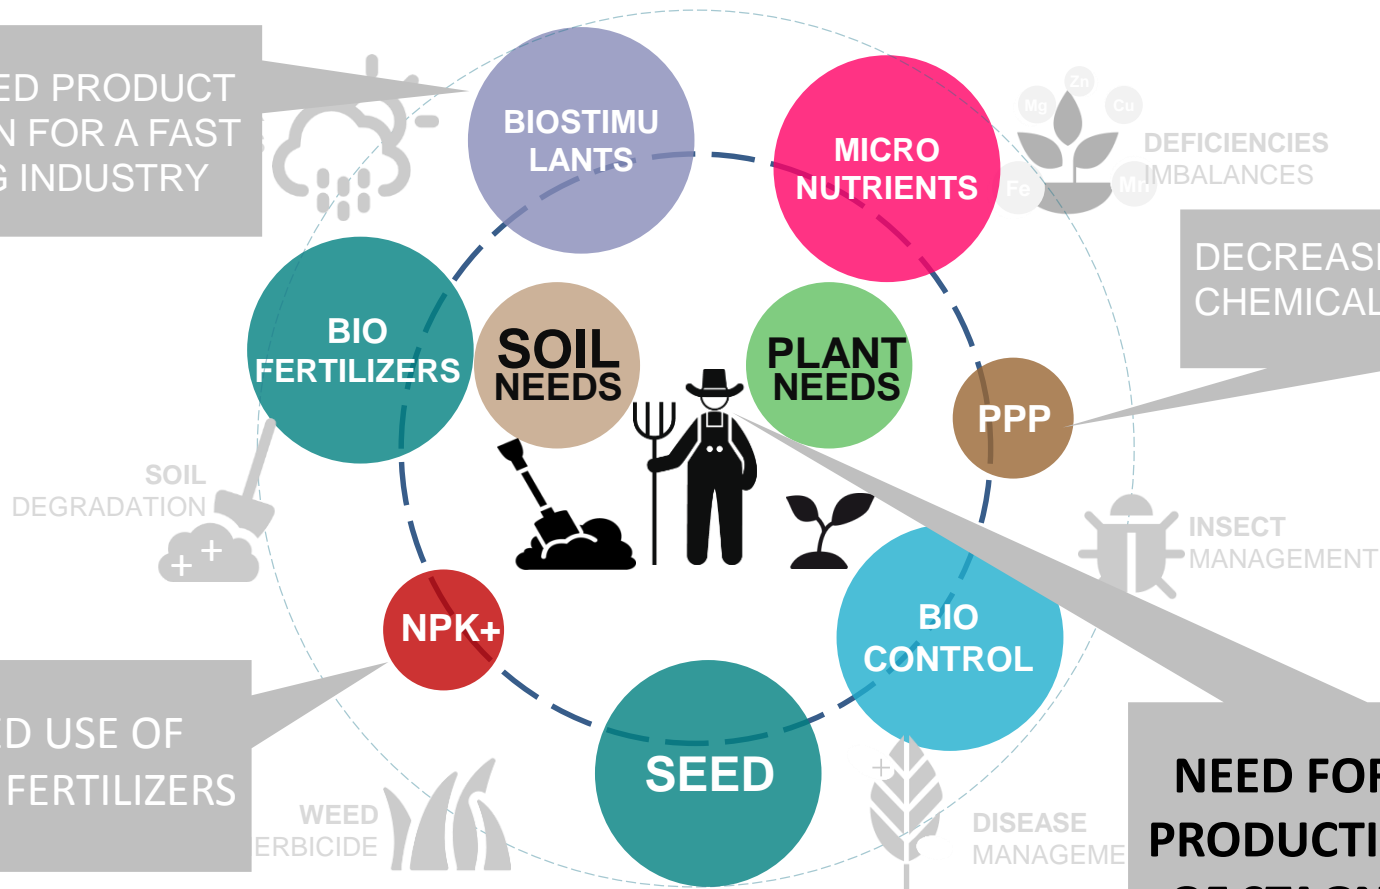 ED PRODUCT
N FOR A FAST
G INDUSTRY
BIOSTIMU
LANTS
MICRO
NUTRIENTS
Zn
Mg
Cu
Fe
Mn
DEFICIENCIES
IMBALANCES
DECREASE
CHEMICAL
BIO
FERTILIZERS
SOIL
NEEDS
PLANT
NEEDS
PPP
SOIL
DEGRADATION
INSECT
MANAGEMENT
NPK+
BIO
CONTROL
ED USE OF
FERTILIZERS
SEED
WEED
ERBICIDE
DISEASE
MANAGEME
NEED FOR
PRODUCTI